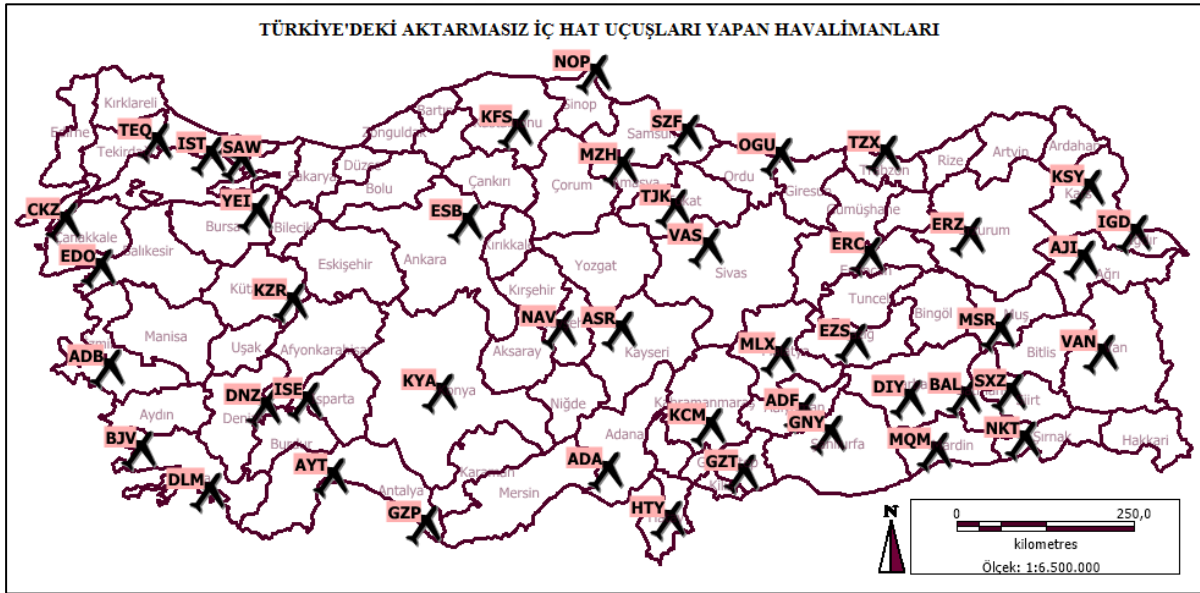 TÜRKİYE'DEKİ AKTARMASIZ İÇ HAT UÇUŞLARI YAPAN HAVALİMANLARI
NOP
Kırklareli
Sinop
Bartın
KFS
SZF
Edirne
TEQ
Tekirdağ
IST
SAW
Zonguldak
Samsun
OGU
TZX
Rize
Artvin
Ardahan
MZH
Amasya
Trabzon
Düzce
Sakarya
Bolu
Çankırı
Çorum
Ordu
Giresun
KSY
Kars
CKZ
YEI
ESB
TJK
Gümüşhane
Çanakkale
Bursa
Bilecik
IGD
VAS
ERC
ERZ
EDO
Balıkesir
Eskişehir
Ankara
Kırıkkale
Yozgat
Sivas
AJI
Ağrı
KZR
Kırşehir
Tunceli
Bingöl
NAV
ASR
MSR
Muş
Manisa
Uşak
Afyonkarahisar
Aksaray
Kayseri
MLX
EZS
Bitlis
VAN
ADB
KYA
DNZ
ISE
Isparta
Niğde
Kahramanmaraş
ADF
DIY
BAL
SXZ
Aydın
KCM
GNY
BJV
Burdur
Adana
Şanlıurfa
MQM
NKT
Şırnak
Hakkari
DLM
AYT
Antalya
Karaman
Mersin
ADA
GZT
GZP
HTY
N
0 250,0
kilometres
Ölçek: 1:6.500.000